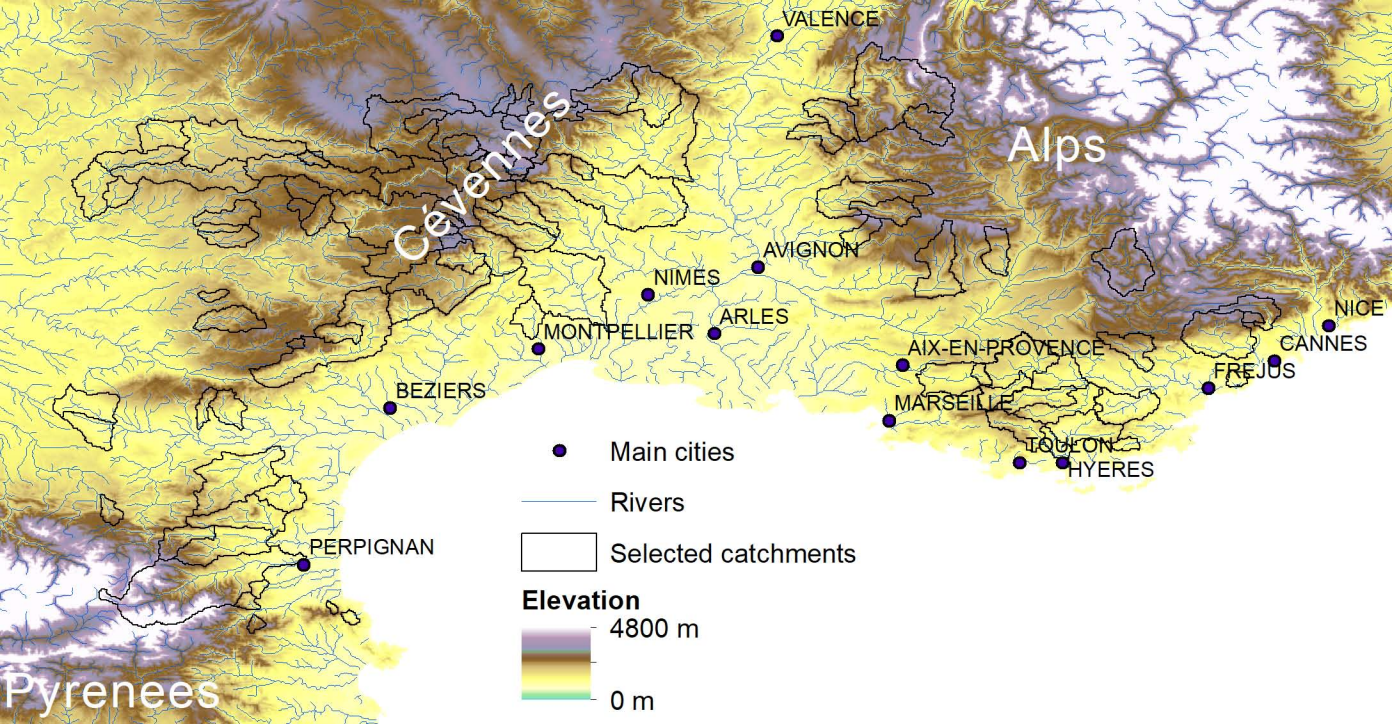 VALENCE
Alps
Cévennes
AVIGNON
NIMES
NICE
ARLES
MONTPELLIER
CANNES
AIX-EN-PROVENCE
FREJUS
BEZIERS
MARSEILLE
TOULON
HYERES
Main cities
Rivers
PERPIGNAN
Selected catchments
Elevation
4800 m
0 m
Pyrenees